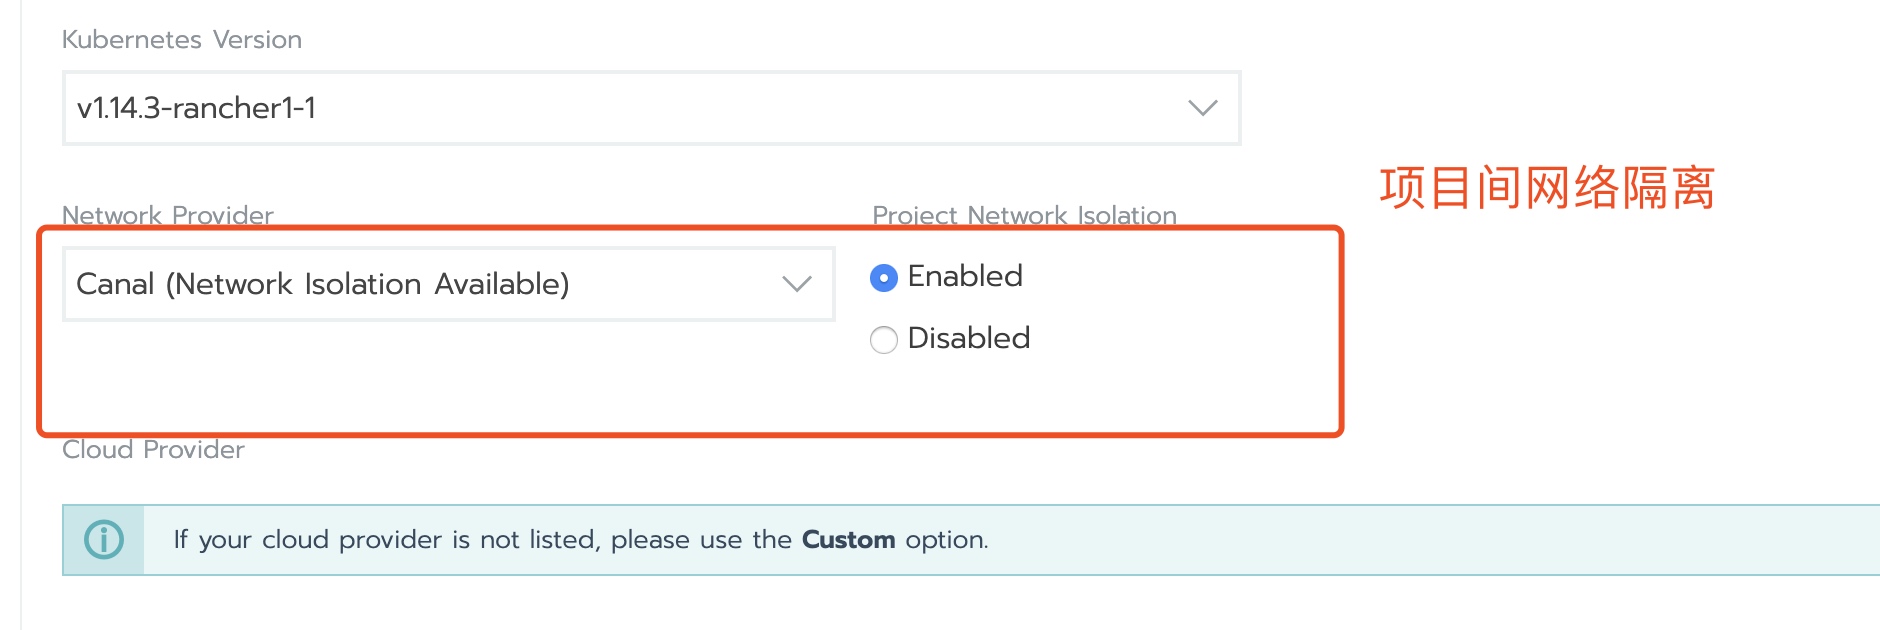 Kubernetes Version
v1.14.3-rancher1-1
项目间网络隔离
Network Provider
Project Network Isolation
Canal (Network Isolation Available)
Enabled
Disabled
Cloud Provider
If your cloud provider is not listed, please use the Custom option.